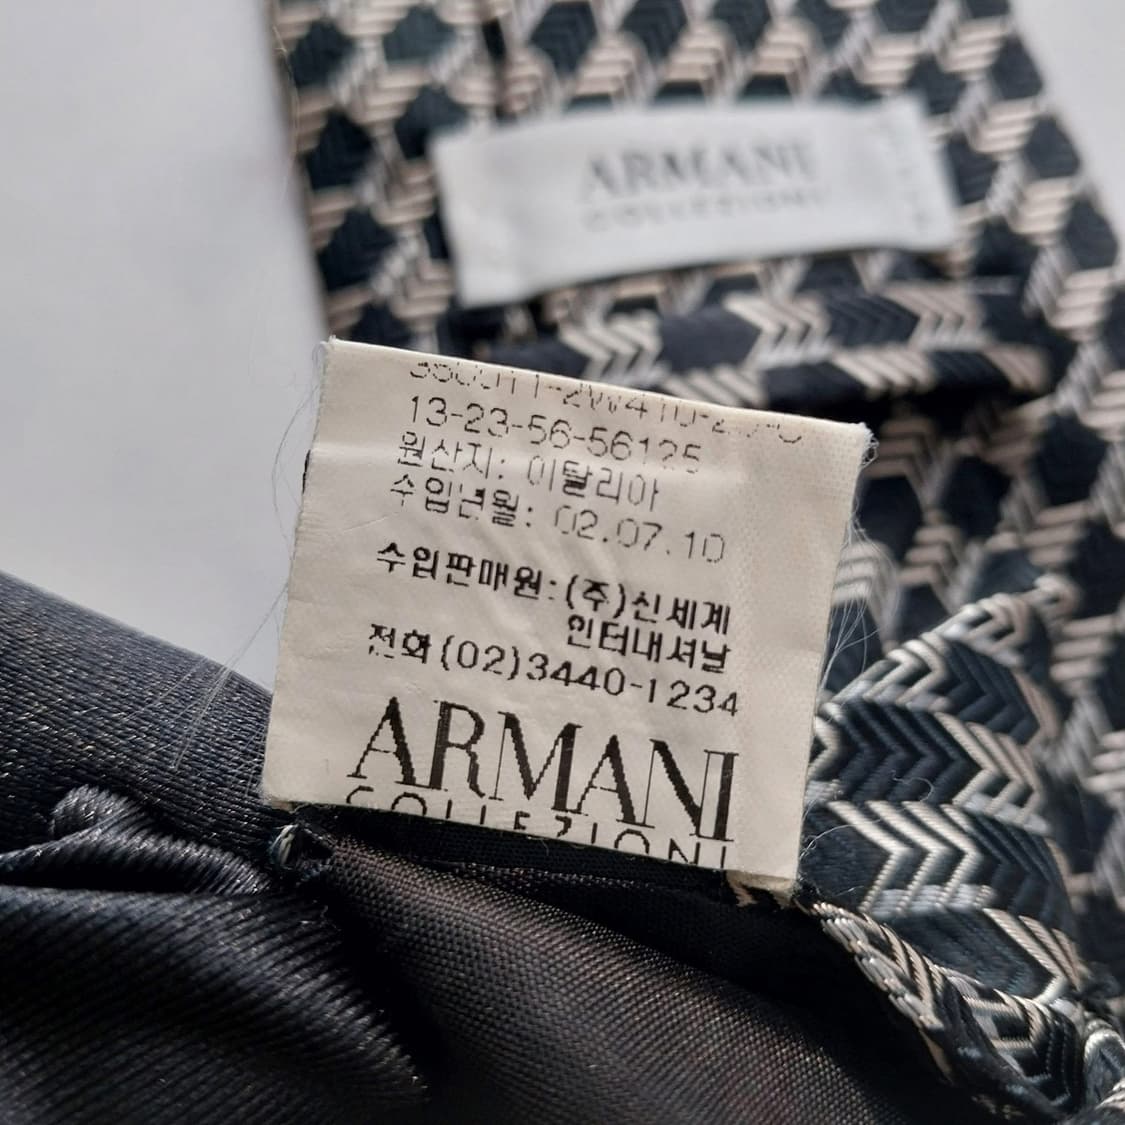 ARMANI
COLLEZIONI
13-23-56-56125
원산지: 이탈리아
수입년월: 02.07.10
수입판매원:(주)신세계
인터내셔날
전화(02)3440-1234
ARMANI
COLLEZIONI